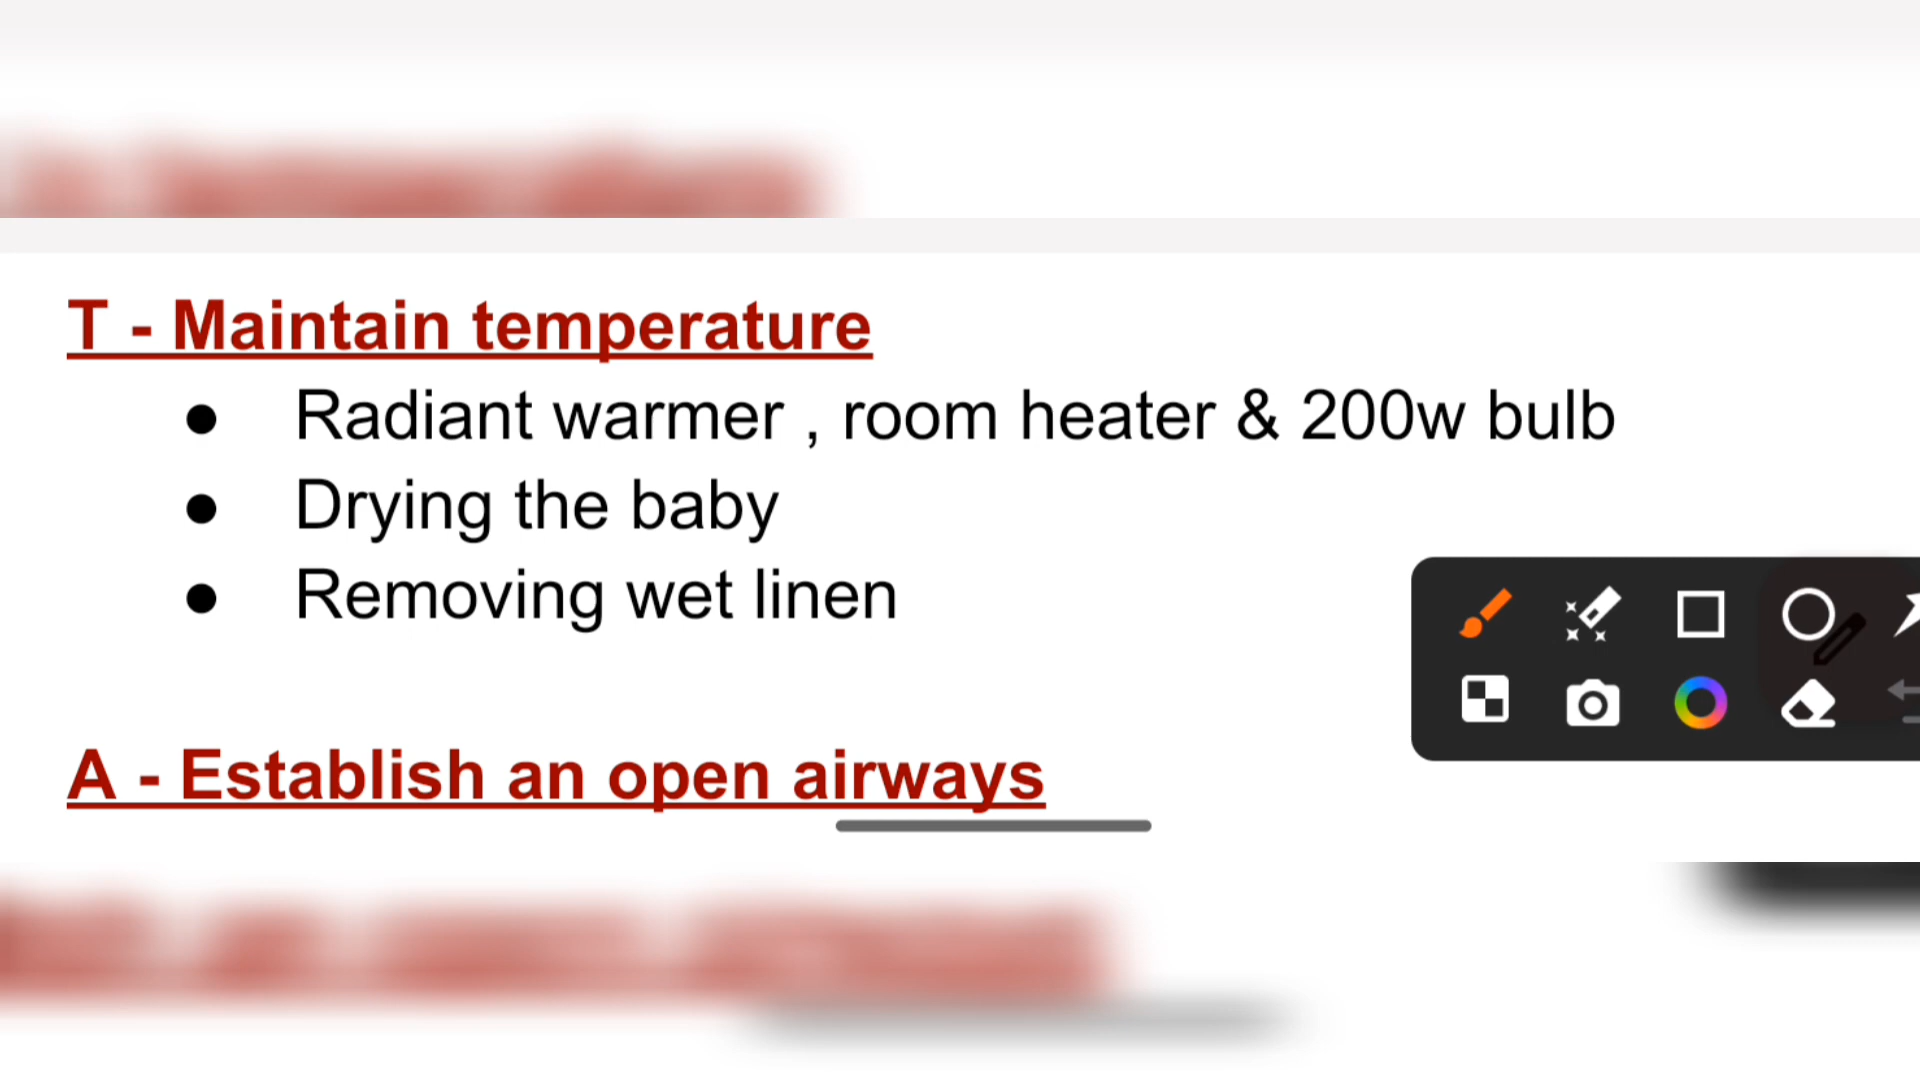 T - Maintain temperature
● Radiant warmer , room heater & 200w bulb
● Drying the baby
● Removing wet linen
A - Establish an open airways